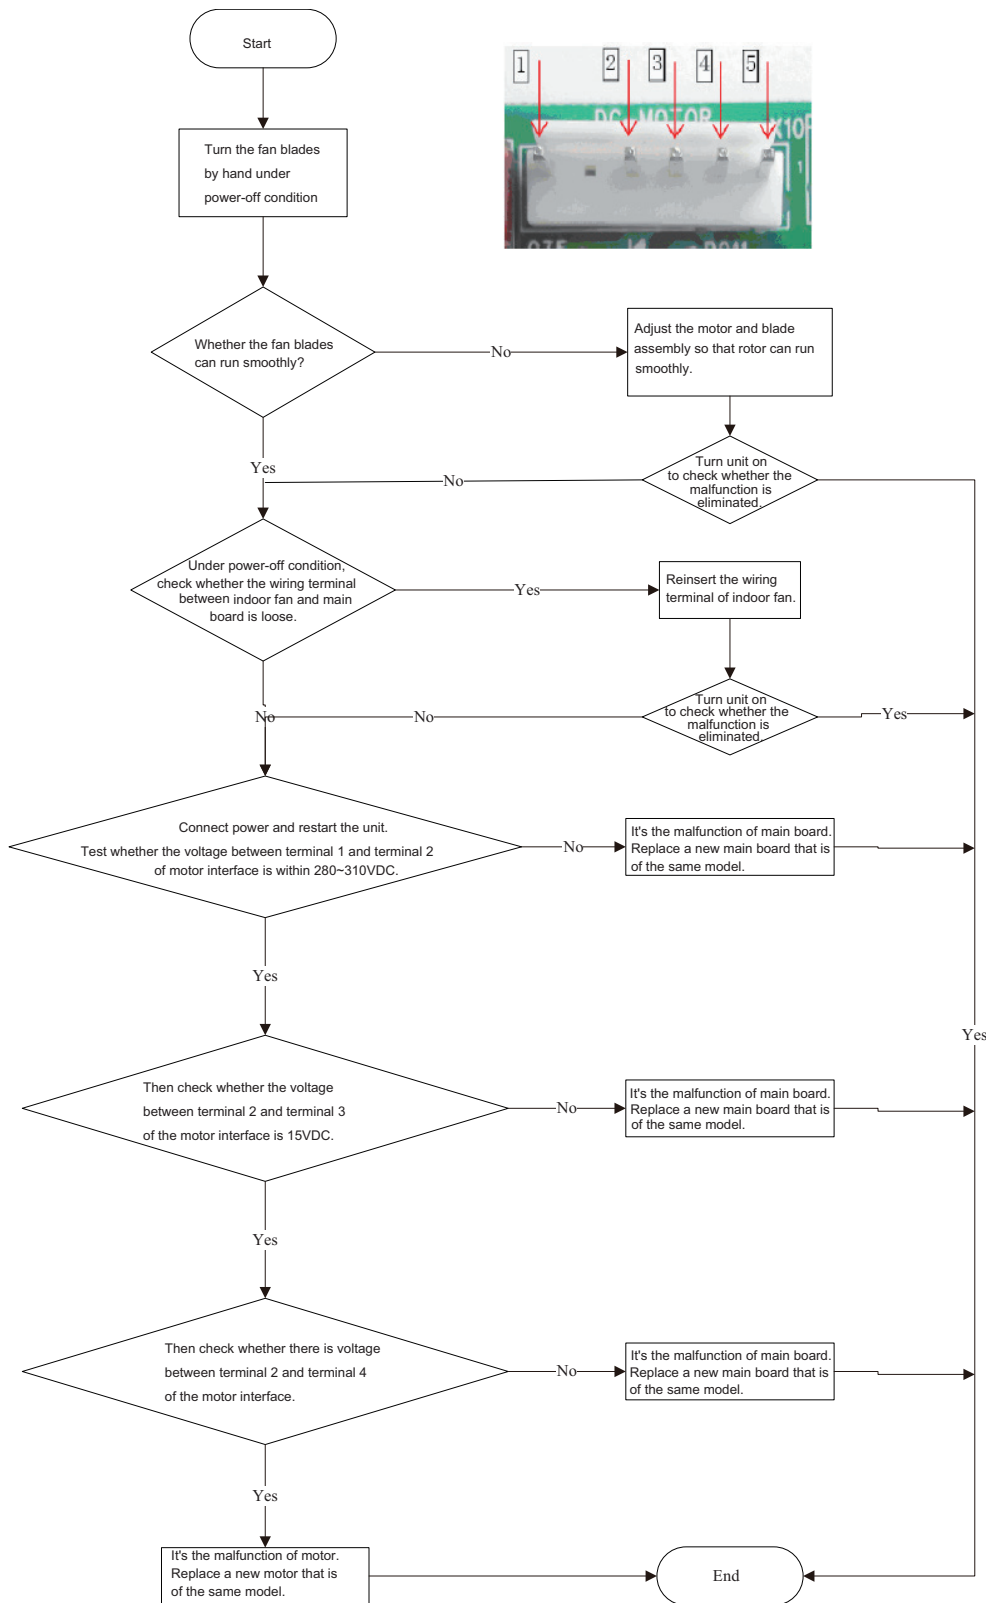 Start
1
2
3
4
5
DC MOTOR
1
Turn the fan blades
by hand under
power-off condition
Whether the fan blades
can run smoothly?
No
Adjust the motor and blade
assembly so that rotor can run
smoothly.
Yes
Turn unit on
to check whether the
malfunction is
eliminated.
No
Under power-off condition,
check whether the wiring terminal
between indoor fan and main
board is loose.
Yes
Reinsert the wiring
terminal of indoor fan.
No
No
Turn unit on
to check whether the
malfunction is
eliminated.
Yes
Connect power and restart the unit.
Test whether the voltage between terminal 1 and terminal 2
of motor interface is within 280~310VDC.
No
It's the malfunction of main board.
Replace a new main board that is
of the same model.
Yes
Yes
Then check whether the voltage
between terminal 2 and terminal 3
of the motor interface is 15VDC.
No
It's the malfunction of main board.
Replace a new main board that is
of the same model.
Yes
Then check whether there is voltage
between terminal 2 and terminal 4
of the motor interface.
No
It's the malfunction of main board.
Replace a new main board that is
of the same model.
Yes
It's the malfunction of motor.
Replace a new motor that is
of the same model.
End